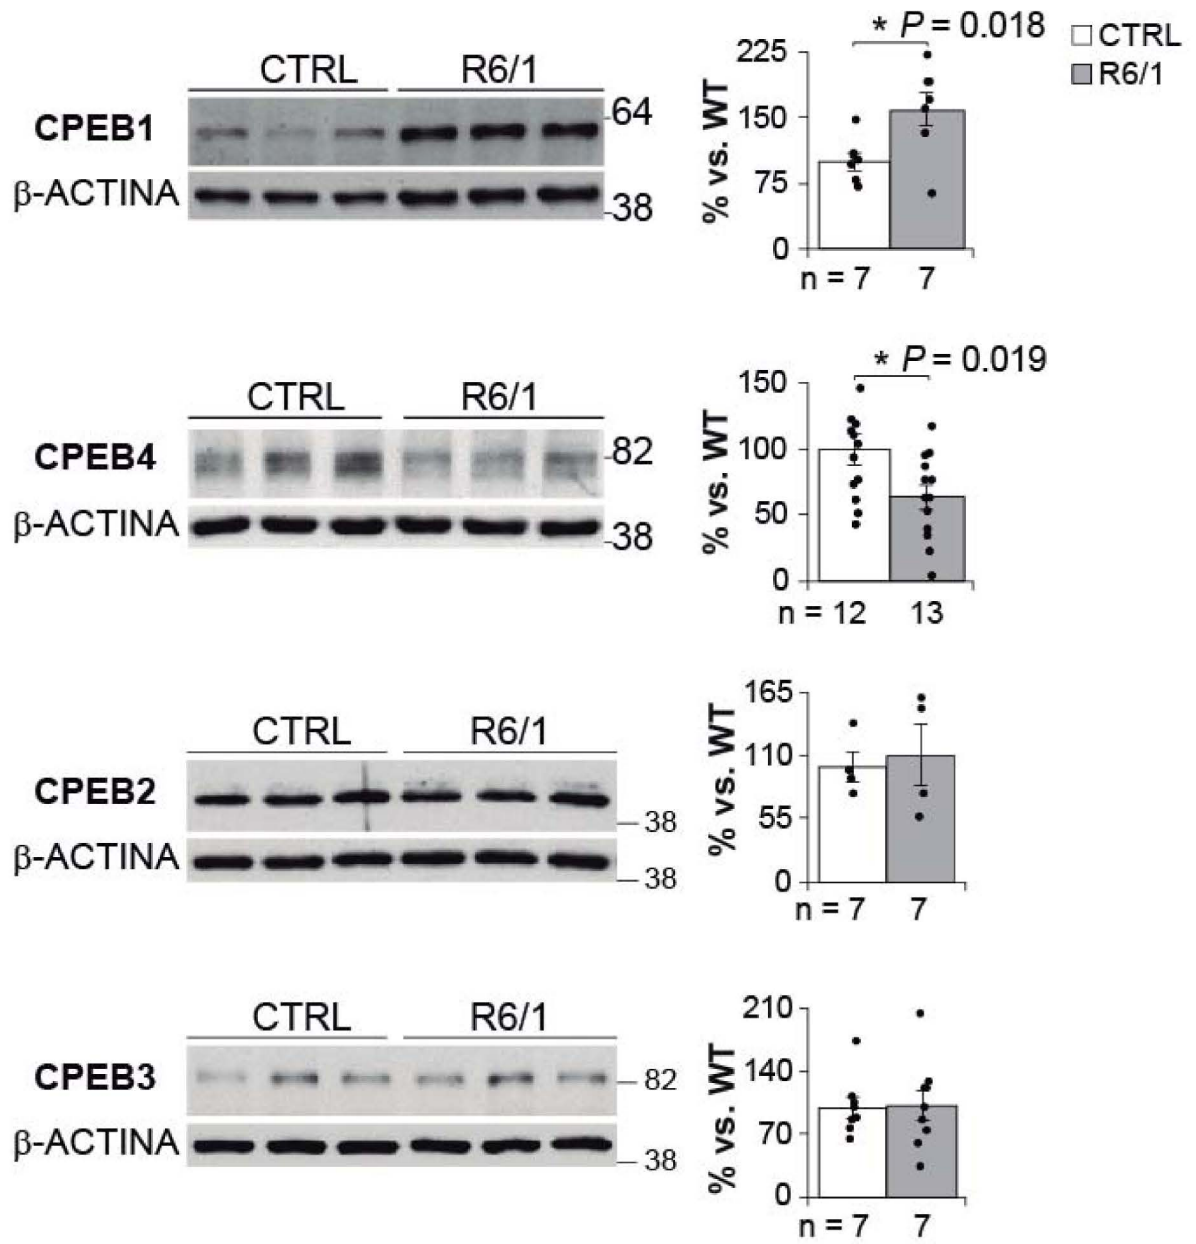 * P = 0.018
CTRL
R6/1
CTRL R6/1
CPEB1
64
β-ACTINA
38
% vs. WT
225
150
75
0
n = 7 7
* P = 0.019
CTRL R6/1
CPEB4
82
β-ACTINA
38
% vs. WT
150
100
50
0
n = 12 13
CTRL R6/1
CPEB2
38
β-ACTINA
38
% vs. WT
165
110
55
0
n = 7 7
CTRL R6/1
CPEB3
82
β-ACTINA
38
% vs. WT
210
140
70
0
n = 7 7